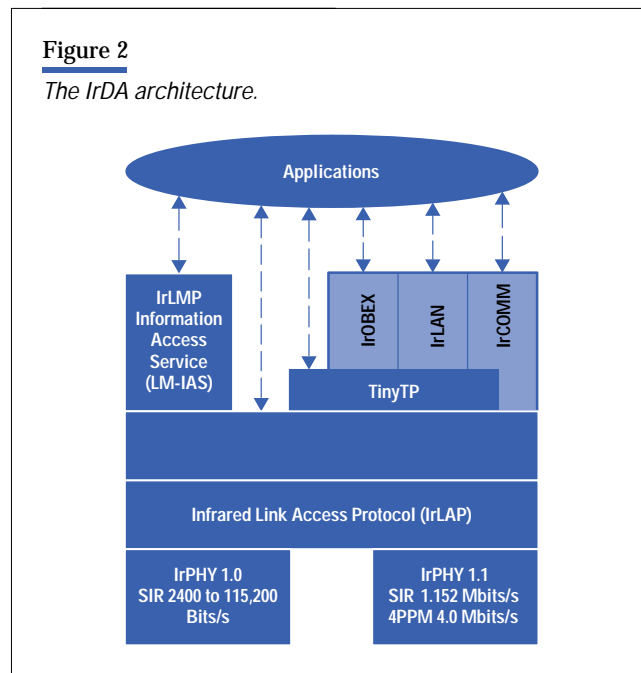 Figure 2
The IrDA architecture.
Applications
IrLMP
Information
Access
Service
(LM-IAS)
IrOBEX
IrLAN
IrCOMM
TinyTP
Infrared Link Access Protocol (IrLAP)
IrPHY 1.0
SIR 2400 to 115,200
Bits/s
IrPHY 1.1
SIR 1.152 Mbits/s
4PPM 4.0 Mbits/s